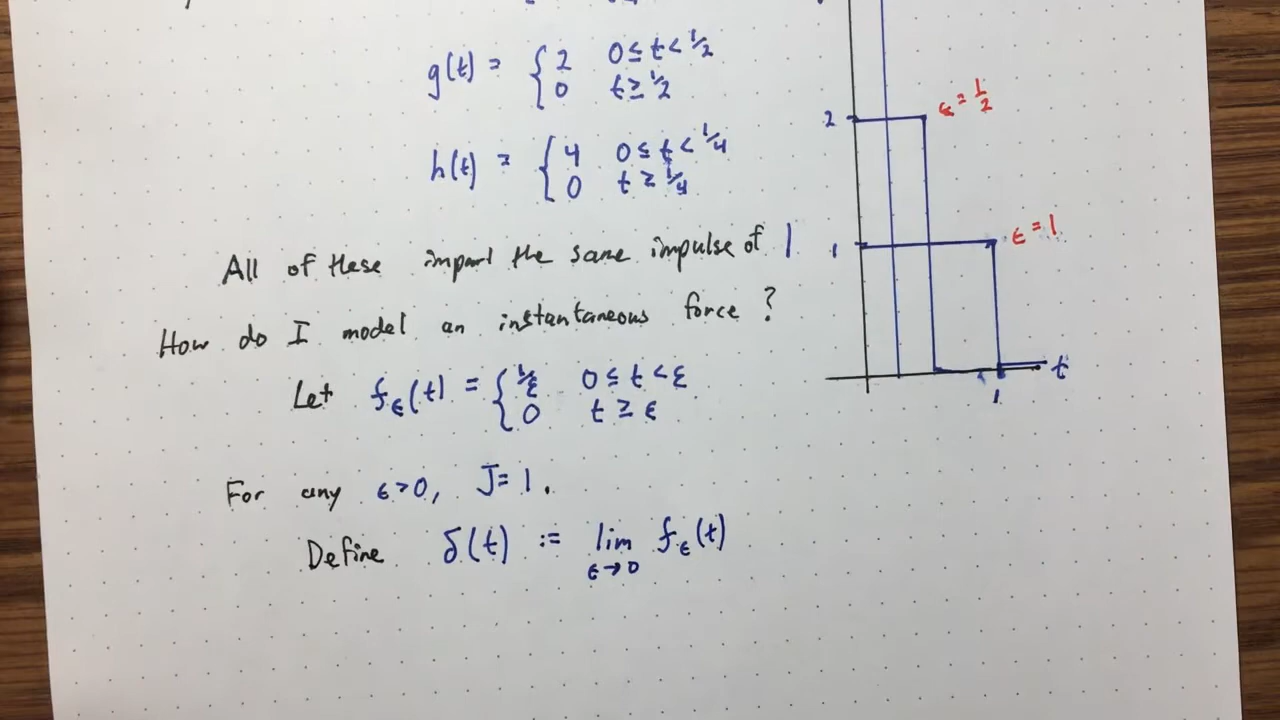 g(t) = { 2 0 ≤ t < 1/2
0 t ≥ 1/2
h(t) = { 4 0 ≤ t < 1/4
0 t ≥ 1/4
All of these impart the same impulse of 1.
How do I model an instantaneous force?
Let f_ε(t) = { 1/ε 0 ≤ t < ε
0 t ≥ ε
For any ε > 0, J = 1.
Define δ(t) := lim f_ε(t)
ε→0
2
ε = 1/2
1
ε = 1
t
1